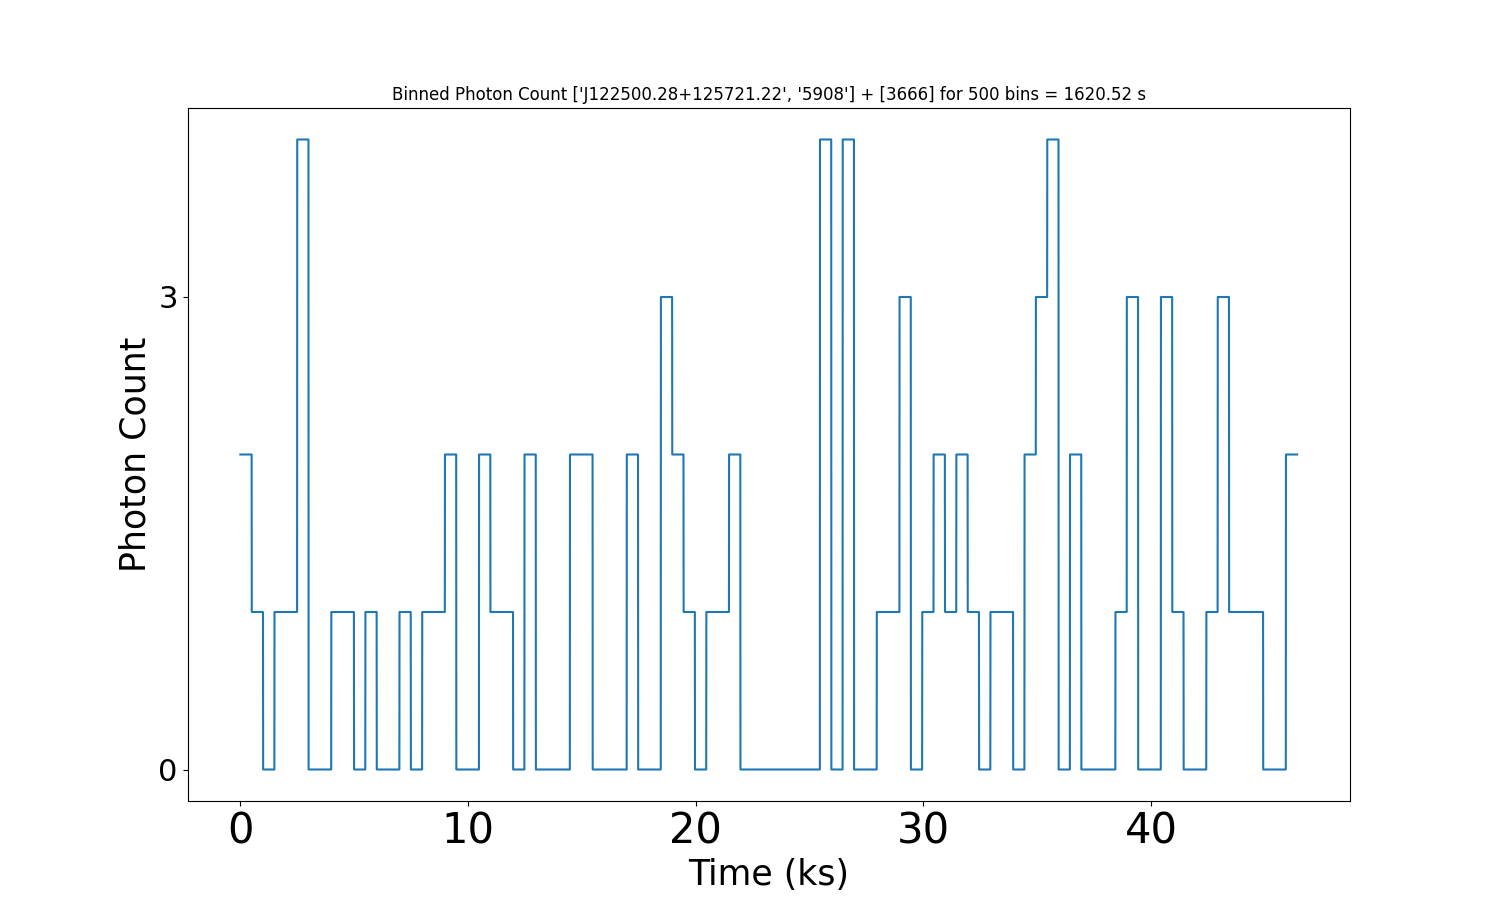 Binned Photon Count ['J122500.28+125721.22', '5908'] + [3666] for 500 bins = 1620.52 s
3
0
Photon Count
0 10 20 30 40
Time (ks)